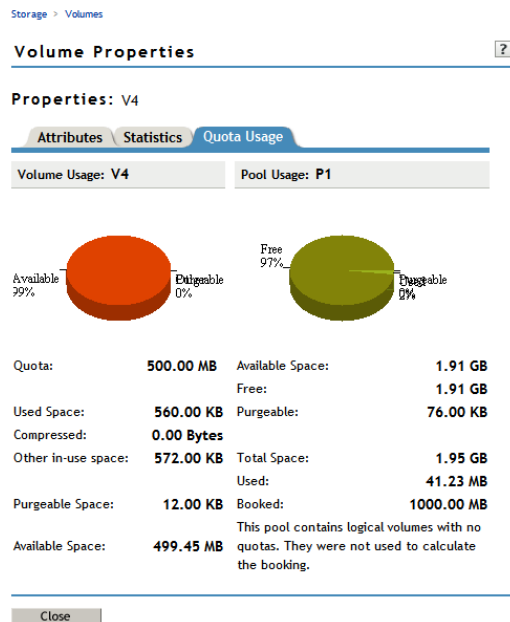 Storage > Volumes
Volume Properties
?
Properties: V4
Attributes
Statistics
Quota Usage
Volume Usage: V4
Pool Usage: P1
Available
99%
0%
Free
97%
Purgeable
Quota: 500.00 MB
Available Space: 1.91 GB
Free: 1.91 GB
Used Space: 560.00 KB
Purgeable: 76.00 KB
Compressed: 0.00 Bytes
Other in-use space: 572.00 KB
Total Space: 1.95 GB
Used: 41.23 MB
Purgeable Space: 12.00 KB
Booked: 1000.00 MB
Available Space: 499.45 MB
This pool contains logical volumes with no
quotas. They were not used to calculate
the booking.
Close